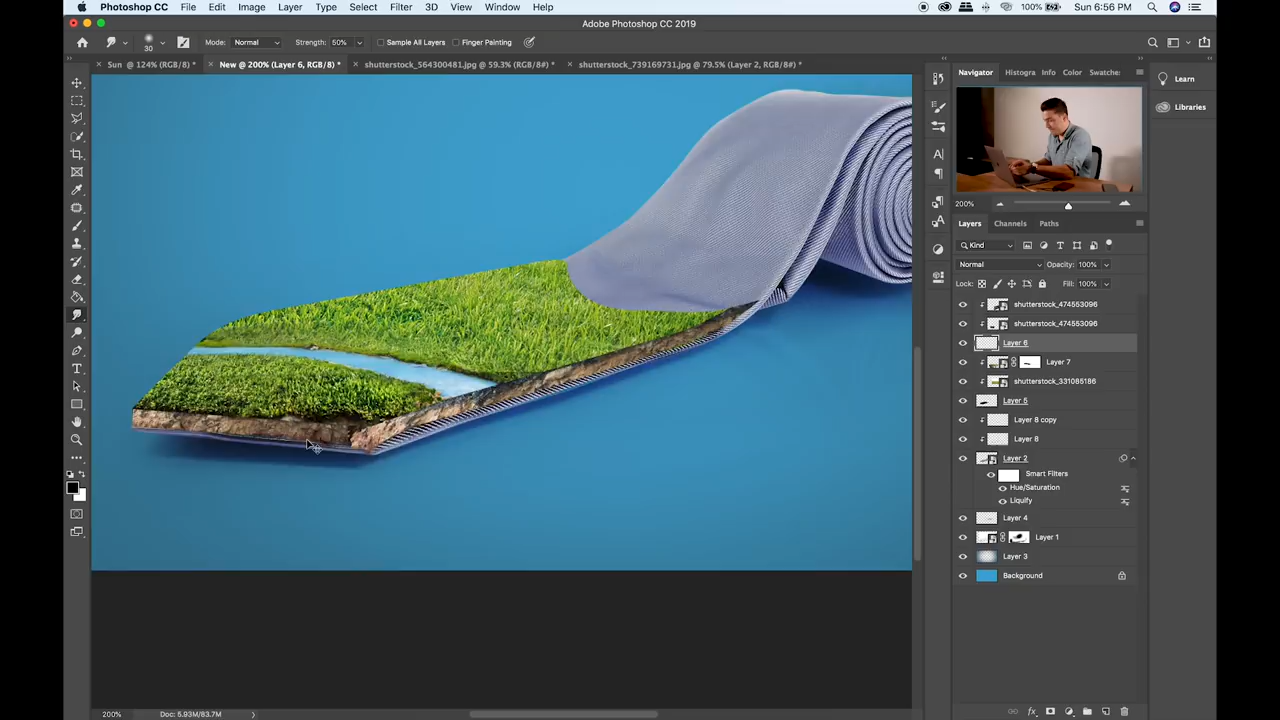 Photoshop CC File Edit Image Layer Type Select Filter 3D View Window Help 100% Sun 6:56 PM
Adobe Photoshop CC 2019
30 Mode: Normal Strength: 50% Sample All Layers Finger Painting
Sun @ 124% (RGB/8) * New @ 200% (Layer 6, RGB/8) * shutterstock_564300481.jpg @ 59.3% (RGB/8#) * shutterstock_739169731.jpg @ 79.5% (Layer 2, RGB/8#) *
Navigator Histogra Info Color Swatche:
Learn
Libraries
200%
Layers Channels Paths
Kind
Normal Opacity: 100%
Lock: Fill: 100%
shutterstock_474553096
shutterstock_474553096
Layer 6
Layer 7
shutterstock_331085186
Layer 5
Layer 8 copy
Layer 8
Layer 2
Smart Filters
Hue/Saturation
Liquify
Layer 4
Layer 1
Layer 3
Background
200% Doc: 5.93M/83.7M